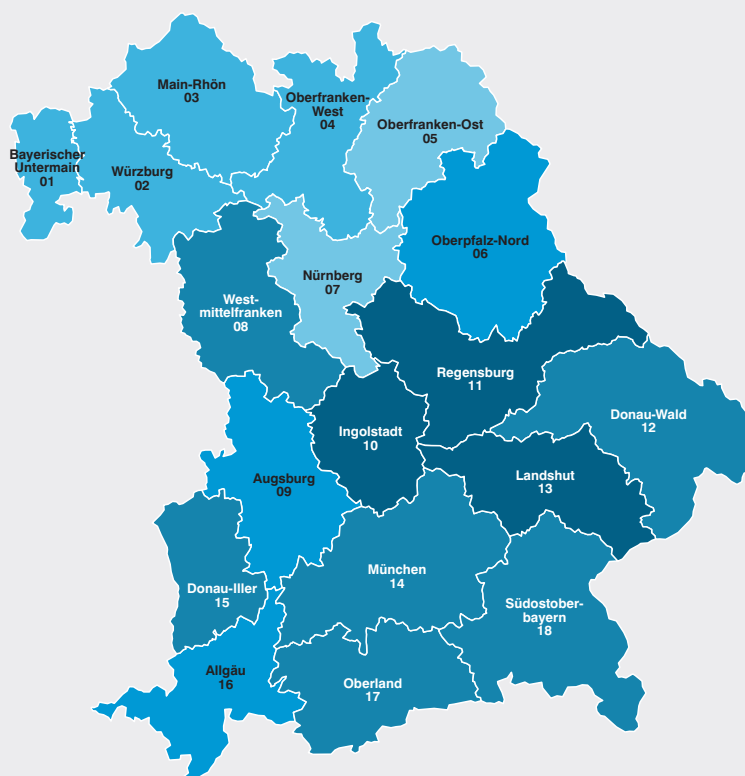 Main-Rhön
03
Oberfranken-
West
04
Oberfranken-Ost
05
Bayerischer
Untermain
01
Würzburg
02
Oberpfalz-Nord
06
Nürnberg
07
West-
mittelfranken
08
Regensburg
11
Donau-Wald
12
Ingolstadt
10
Augsburg
09
Landshut
13
München
14
Donau-Iller
15
Südostober-
bayern
18
Allgäu
16
Oberland
17